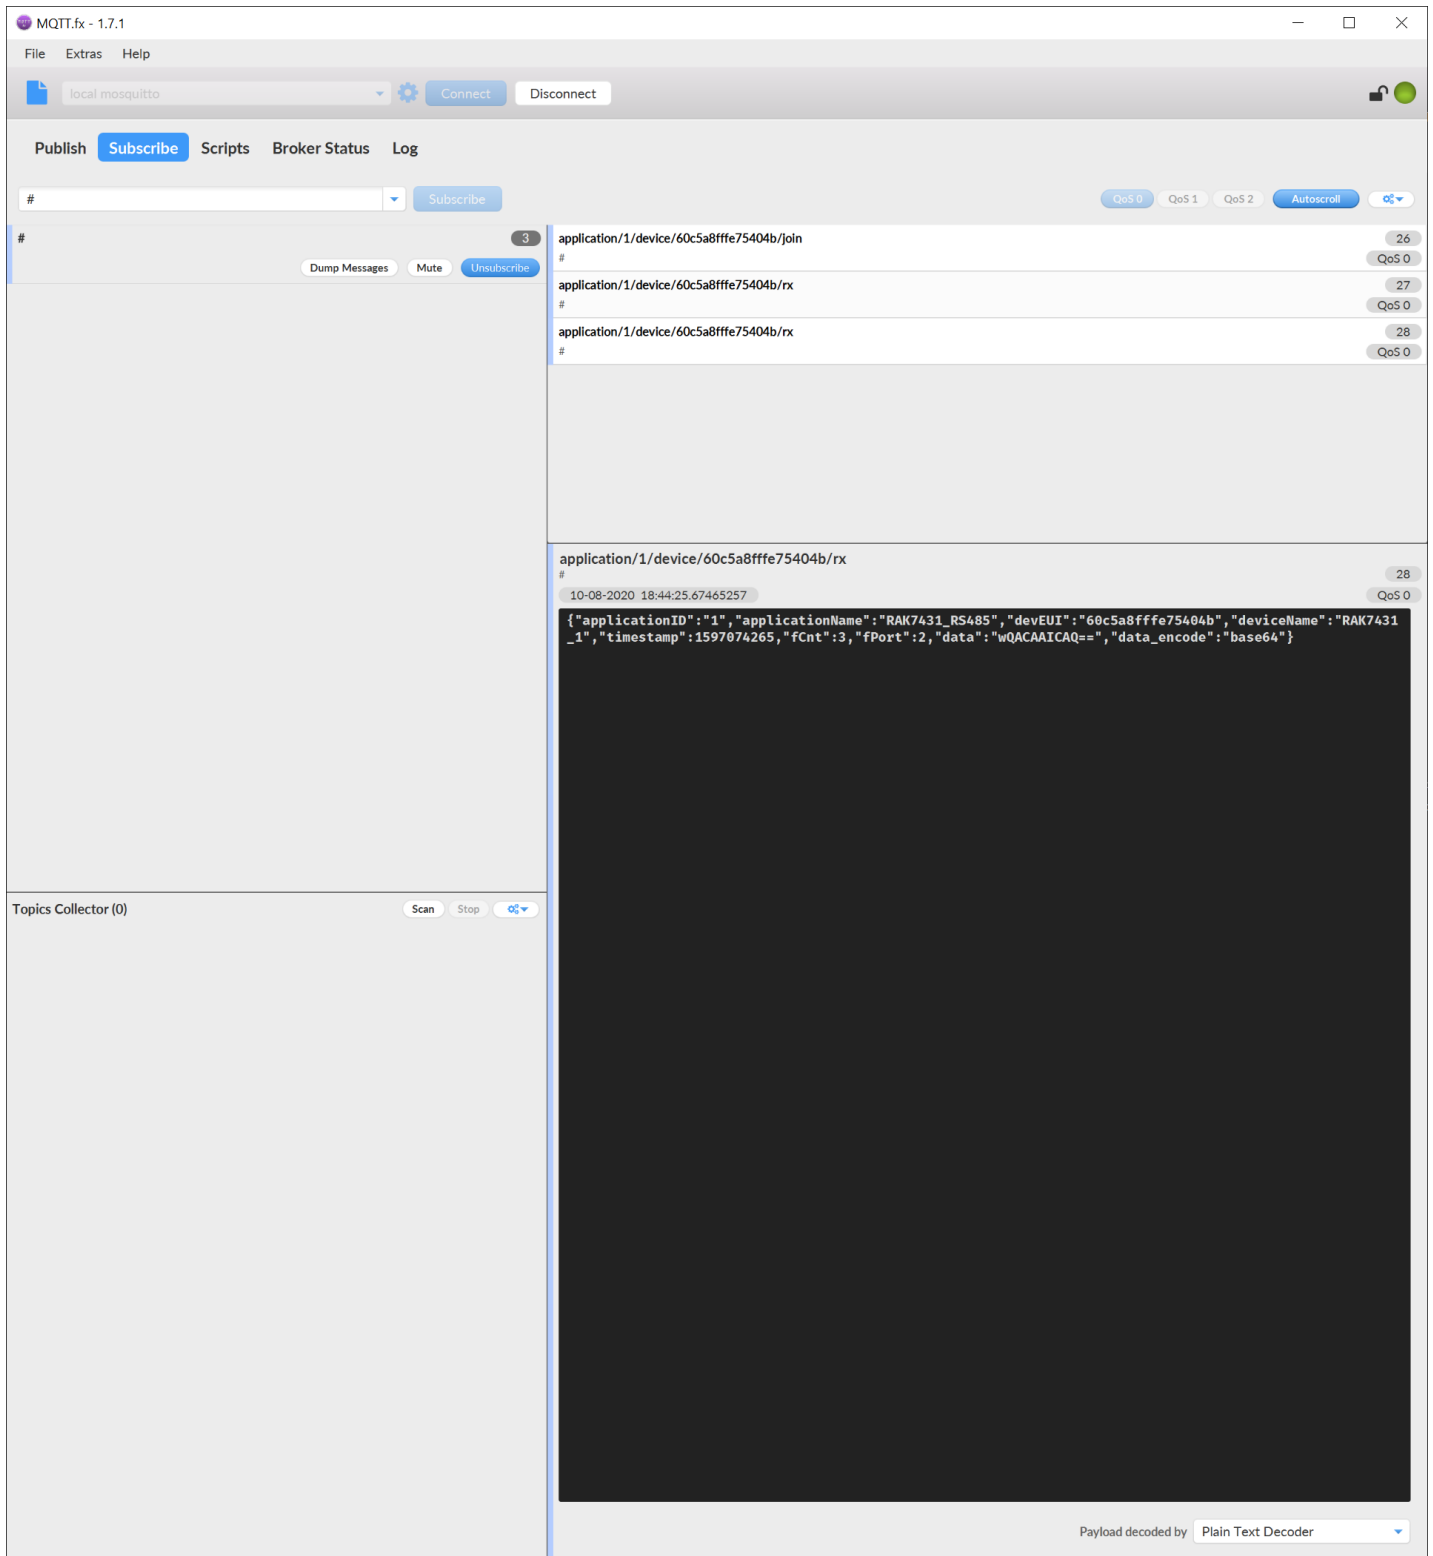 MQTT.fx - 1.7.1
File Extras Help
local mosquitto Connect Disconnect
Publish Subscribe Scripts Broker Status Log
# Subscribe QoS 0 QoS 1 QoS 2 Autoscroll
# 3
Dump Messages Mute Unsubscribe
application/1/device/60c5a8fffe75404b/join 26
# QoS 0
application/1/device/60c5a8fffe75404b/rx 27
# QoS 0
application/1/device/60c5a8fffe75404b/rx 28
# QoS 0
application/1/device/60c5a8fffe75404b/rx
# 28
10-08-2020 18:44:25.67465257 QoS 0
{"applicationID":"1","applicationName":"RAK7431_RS485","devEUI":"60c5a8fffe75404b","deviceName":"RAK7431
_1","timestamp":1597074265,"fCnt":3,"fPort":2,"data":"wQACAAICAQ==","data_encode":"base64"}
Topics Collector (0) Scan Stop
Payload decoded by Plain Text Decoder